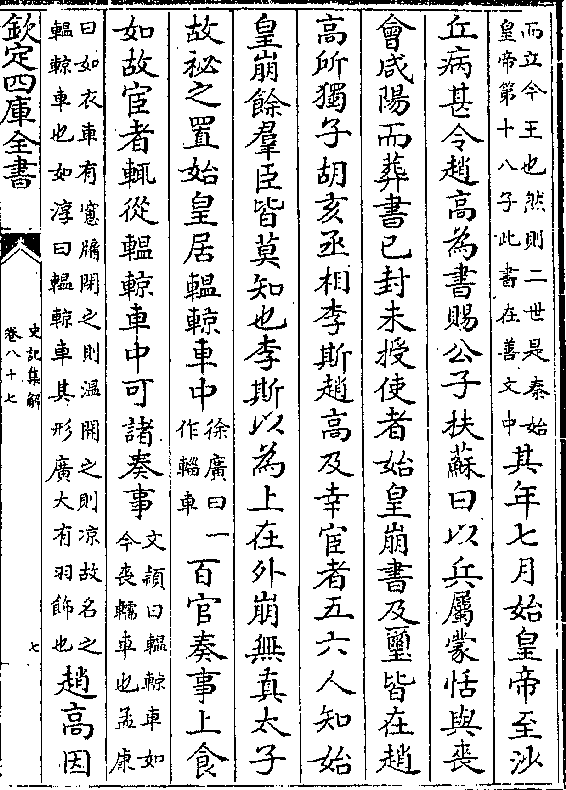 而立今王也然則二世是秦始
皇帝第十八子此書在善文中
其年七月始皇帝至沙
丘病甚令趙高為書賜公子扶蘇曰以兵屬蒙恬與喪
會咸陽而葬書已封未授使者始皇崩書及璽皆在趙
高所獨子胡亥丞相李斯趙高及幸宦者五六人知始
皇崩餘羣臣皆莫知也李斯以為上在外崩無真太子
故祕之置始皇居轀輬車中
徐廣曰一
作輜車
百官奏事上食
如故宦者輒從轀輬車中可諸奏事
文穎曰轀輬車如
今喪轜車也孟康
曰如衣車有窻牖閉之則温開之則凉故名之
轀輬車也如淳曰轀輬車其形廣大有羽飾也
趙高因
欽定四庫全書
史記集解
卷八十七
七